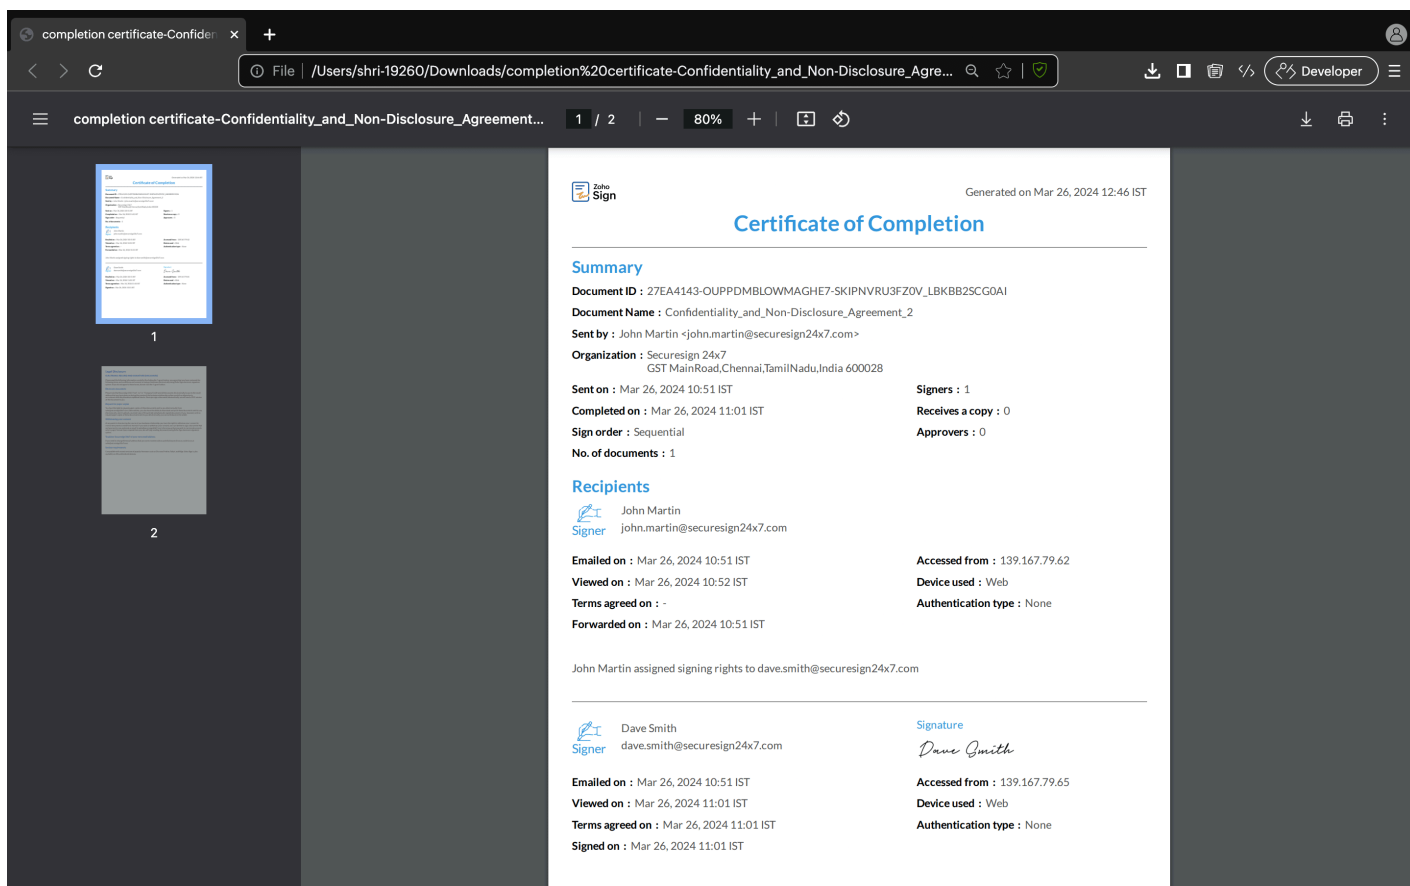 completion certificate-Confiden
File
/Users/shri-19260/Downloads/completion%20certificate-Confidentiality_and_Non-Disclosure_Agre...
Developer
completion certificate-Confidentiality_and_Non-Disclosure_Agreement...
1 / 2
80%
1
2
Zoho
Sign
Generated on Mar 26, 2024 12:46 IST
Certificate of Completion
Summary
Document ID : 27EA4143-OUPPDMBLOWMAGHE7-SKIPNVRU3FZ0V_LBKBB2SCG0AI
Document Name : Confidentiality_and_Non-Disclosure_Agreement_2
Sent by : John Martin <john.martin@securesign24x7.com>
Organization : Securesign 24x7
GST MainRoad,Chennai,TamilNadu,India 600028
Sent on : Mar 26, 2024 10:51 IST
Signers : 1
Completed on : Mar 26, 2024 11:01 IST
Receives a copy : 0
Sign order : Sequential
Approvers : 0
No. of documents : 1
Recipients
Signer
John Martin
john.martin@securesign24x7.com
Emailed on : Mar 26, 2024 10:51 IST
Accessed from : 139.167.79.62
Viewed on : Mar 26, 2024 10:52 IST
Device used : Web
Terms agreed on : -
Authentication type : None
Forwarded on : Mar 26, 2024 10:51 IST
John Martin assigned signing rights to dave.smith@securesign24x7.com
Signer
Dave Smith
dave.smith@securesign24x7.com
Signature
Dave Smith
Emailed on : Mar 26, 2024 10:51 IST
Accessed from : 139.167.79.65
Viewed on : Mar 26, 2024 11:01 IST
Device used : Web
Terms agreed on : Mar 26, 2024 11:01 IST
Authentication type : None
Signed on : Mar 26, 2024 11:01 IST